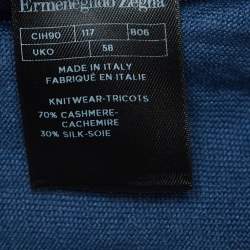 Ermenegildo Zegna
CIH90 117 B06
UKO 58
MADE IN ITALY
FABRIQUÉ EN ITALIE
KNITWEAR-TRICOTS
70% CASHMERE-
CACHEMIRE
30% SILK-SOIE